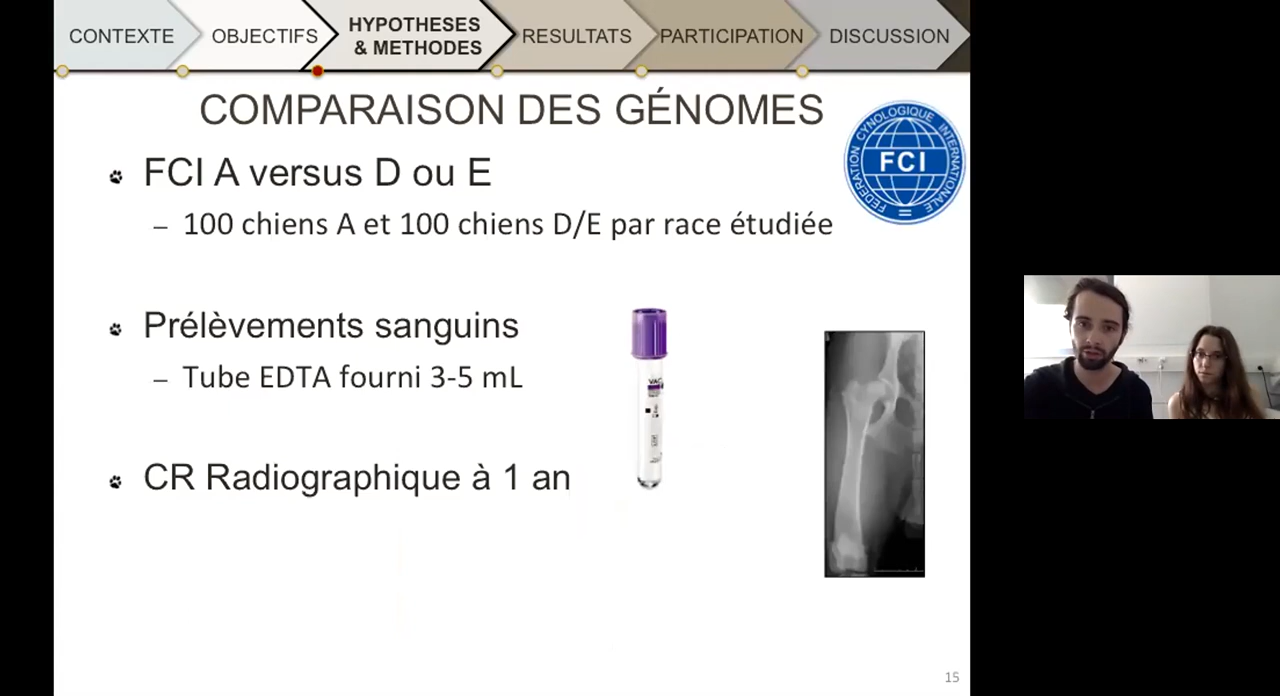 CONTEXTE
OBJECTIFS
HYPOTHESES
& METHODES
RESULTATS
PARTICIPATION
DISCUSSION
COMPARAISON DES GÉNOMES
FEDERATION CYNOLOGIQUE INTERNATIONALE
FCI
FCI A versus D ou E
– 100 chiens A et 100 chiens D/E par race étudiée
Prélèvements sanguins
– Tube EDTA fourni 3-5 mL
CR Radiographique à 1 an
15